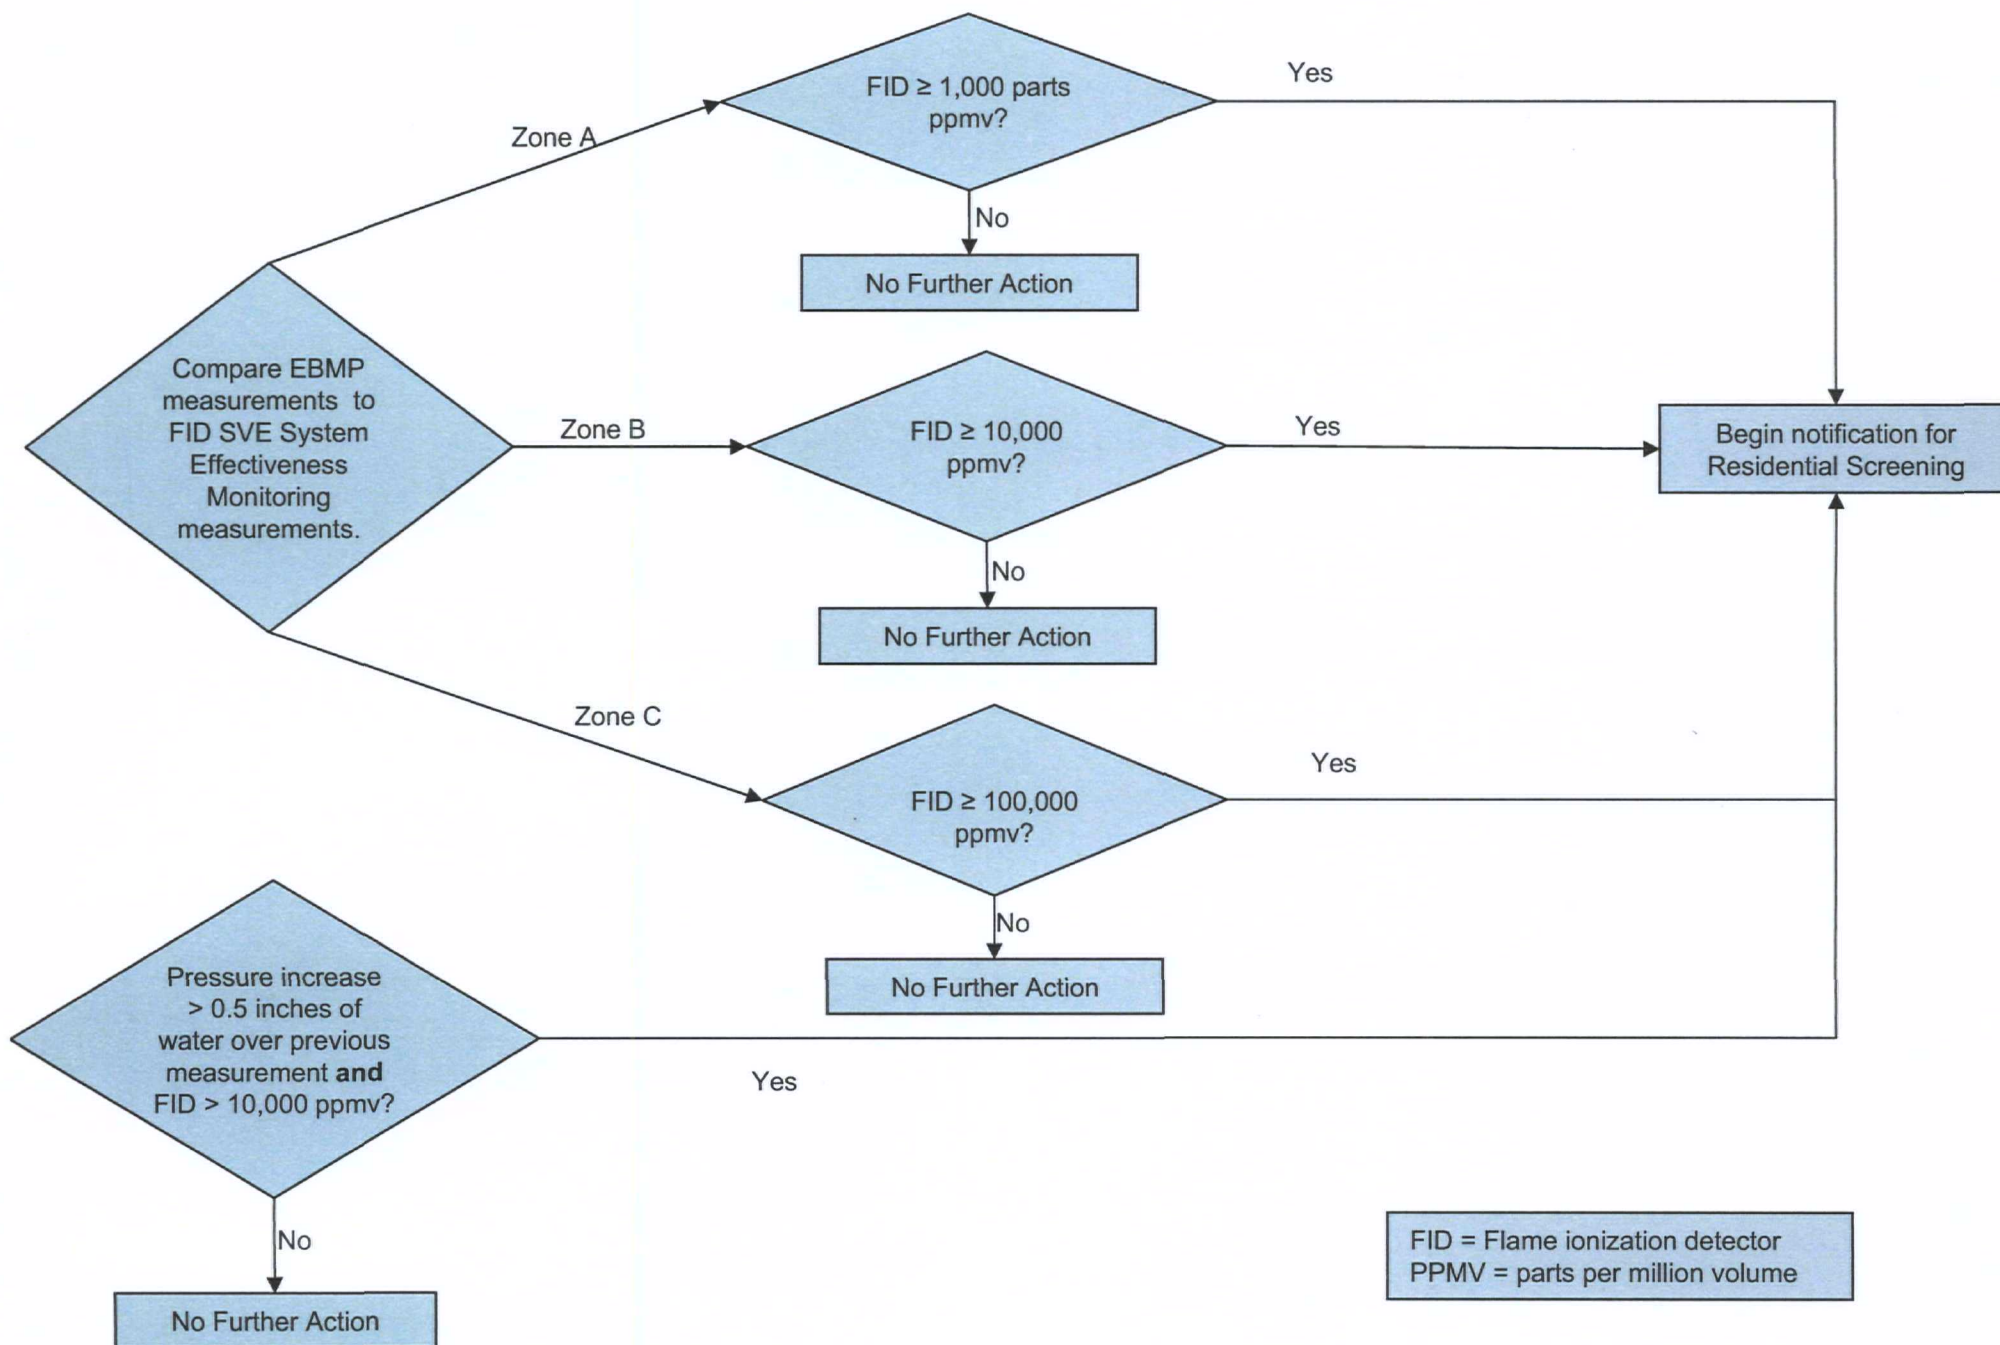 FID ≥ 1,000 parts
ppmv?
Yes
Zone A
No
No Further Action
Compare EBMP
measurements to
FID SVE System
Effectiveness
Monitoring
measurements.
Zone B
FID ≥ 10,000
ppmv?
Yes
Begin notification for
Residential Screening
No
No Further Action
Zone C
FID ≥ 100,000
ppmv?
Yes
No
No Further Action
Pressure increase
> 0.5 inches of
water over previous
measurement and
FID > 10,000 ppmv?
Yes
No
No Further Action
FID = Flame ionization detector
PPMV = parts per million volume